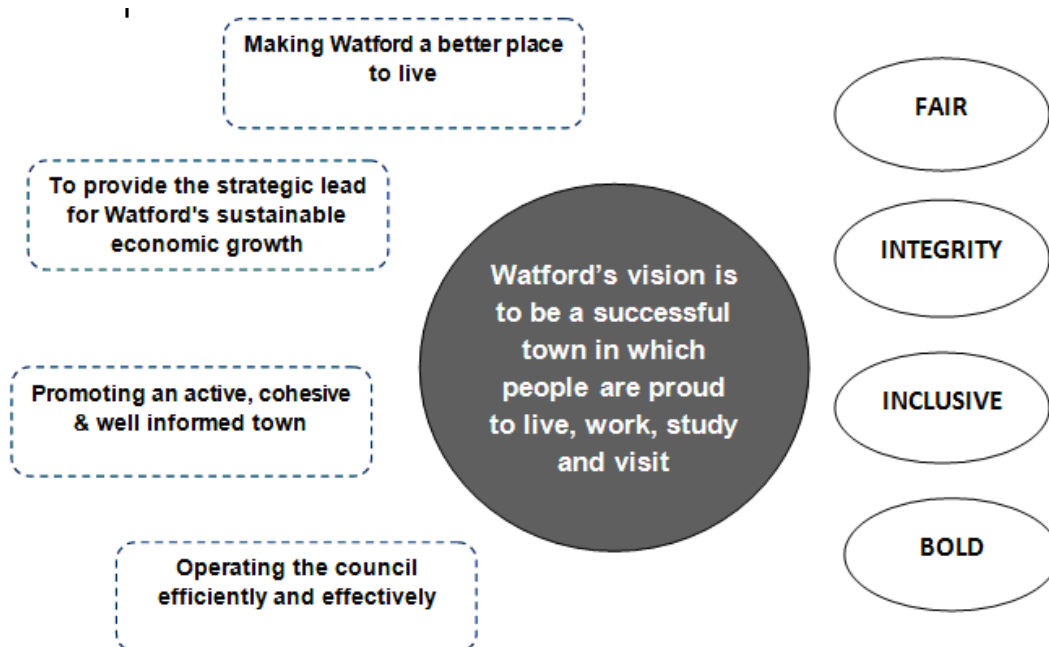 Making Watford a better place
to live
To provide the strategic lead
for Watford's sustainable
economic growth
Promoting an active, cohesive
& well informed town
Operating the council
efficiently and effectively
Watford’s vision is
to be a successful
town in which
people are proud
to live, work, study
and visit
FAIR
INTEGRITY
INCLUSIVE
BOLD